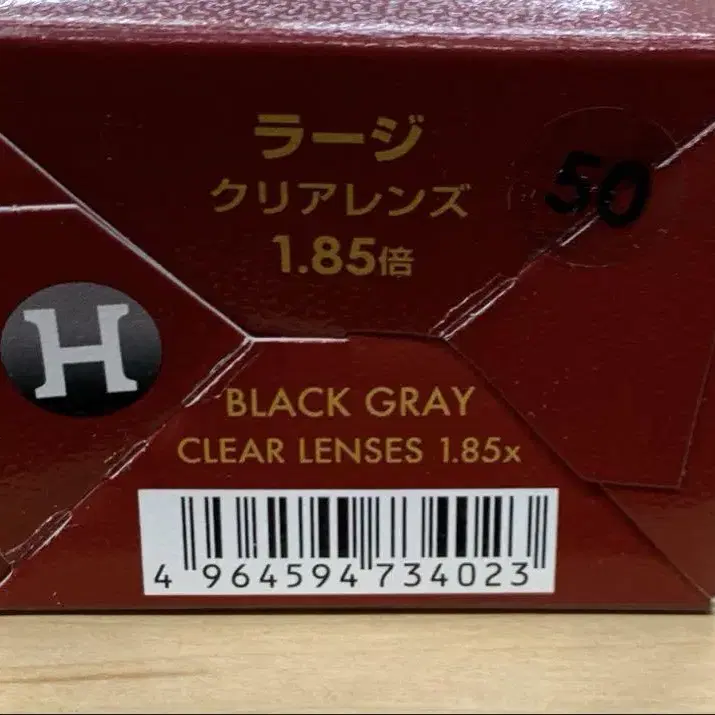 ラージ
クリアレンズ
50
1.85倍
H
BLACK GRAY
CLEAR LENSES 1.85x
4 964594 734023